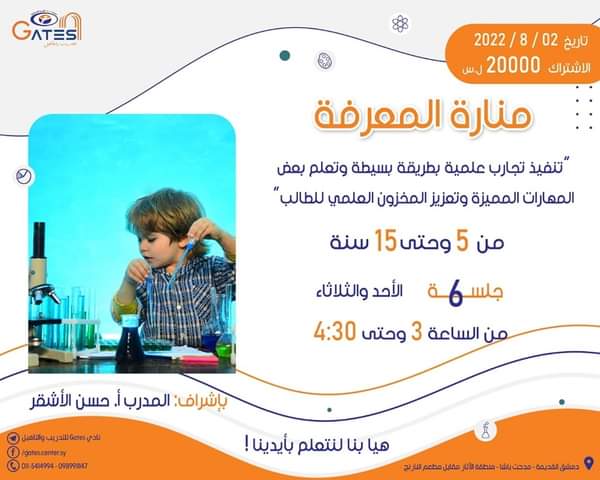 GATES
تاريخ 02 / 8 / 2022
الاشتراك 20000 ل.س
منارة المعرفة
"تنفيذ تجارب علمية بطريقة بسيطة وتعلم بعض
المهارات المميزة وتعزيز المخزون العلمي للطالب"
من 5 وحتى 15 سنة
6 جلسة الأحد والثلاثاء
من الساعة 3 وحتى 4:30
بإشراف: المدرب أ. حسن الأشقر
هيا بنا لنتعلم بأيدينا !
نادي Gates للتدريب والتأهيل
/gates.center.sy
دمشق القديمة - مدحت باشا - منطقة الآثار مقابل مطعم النارنج